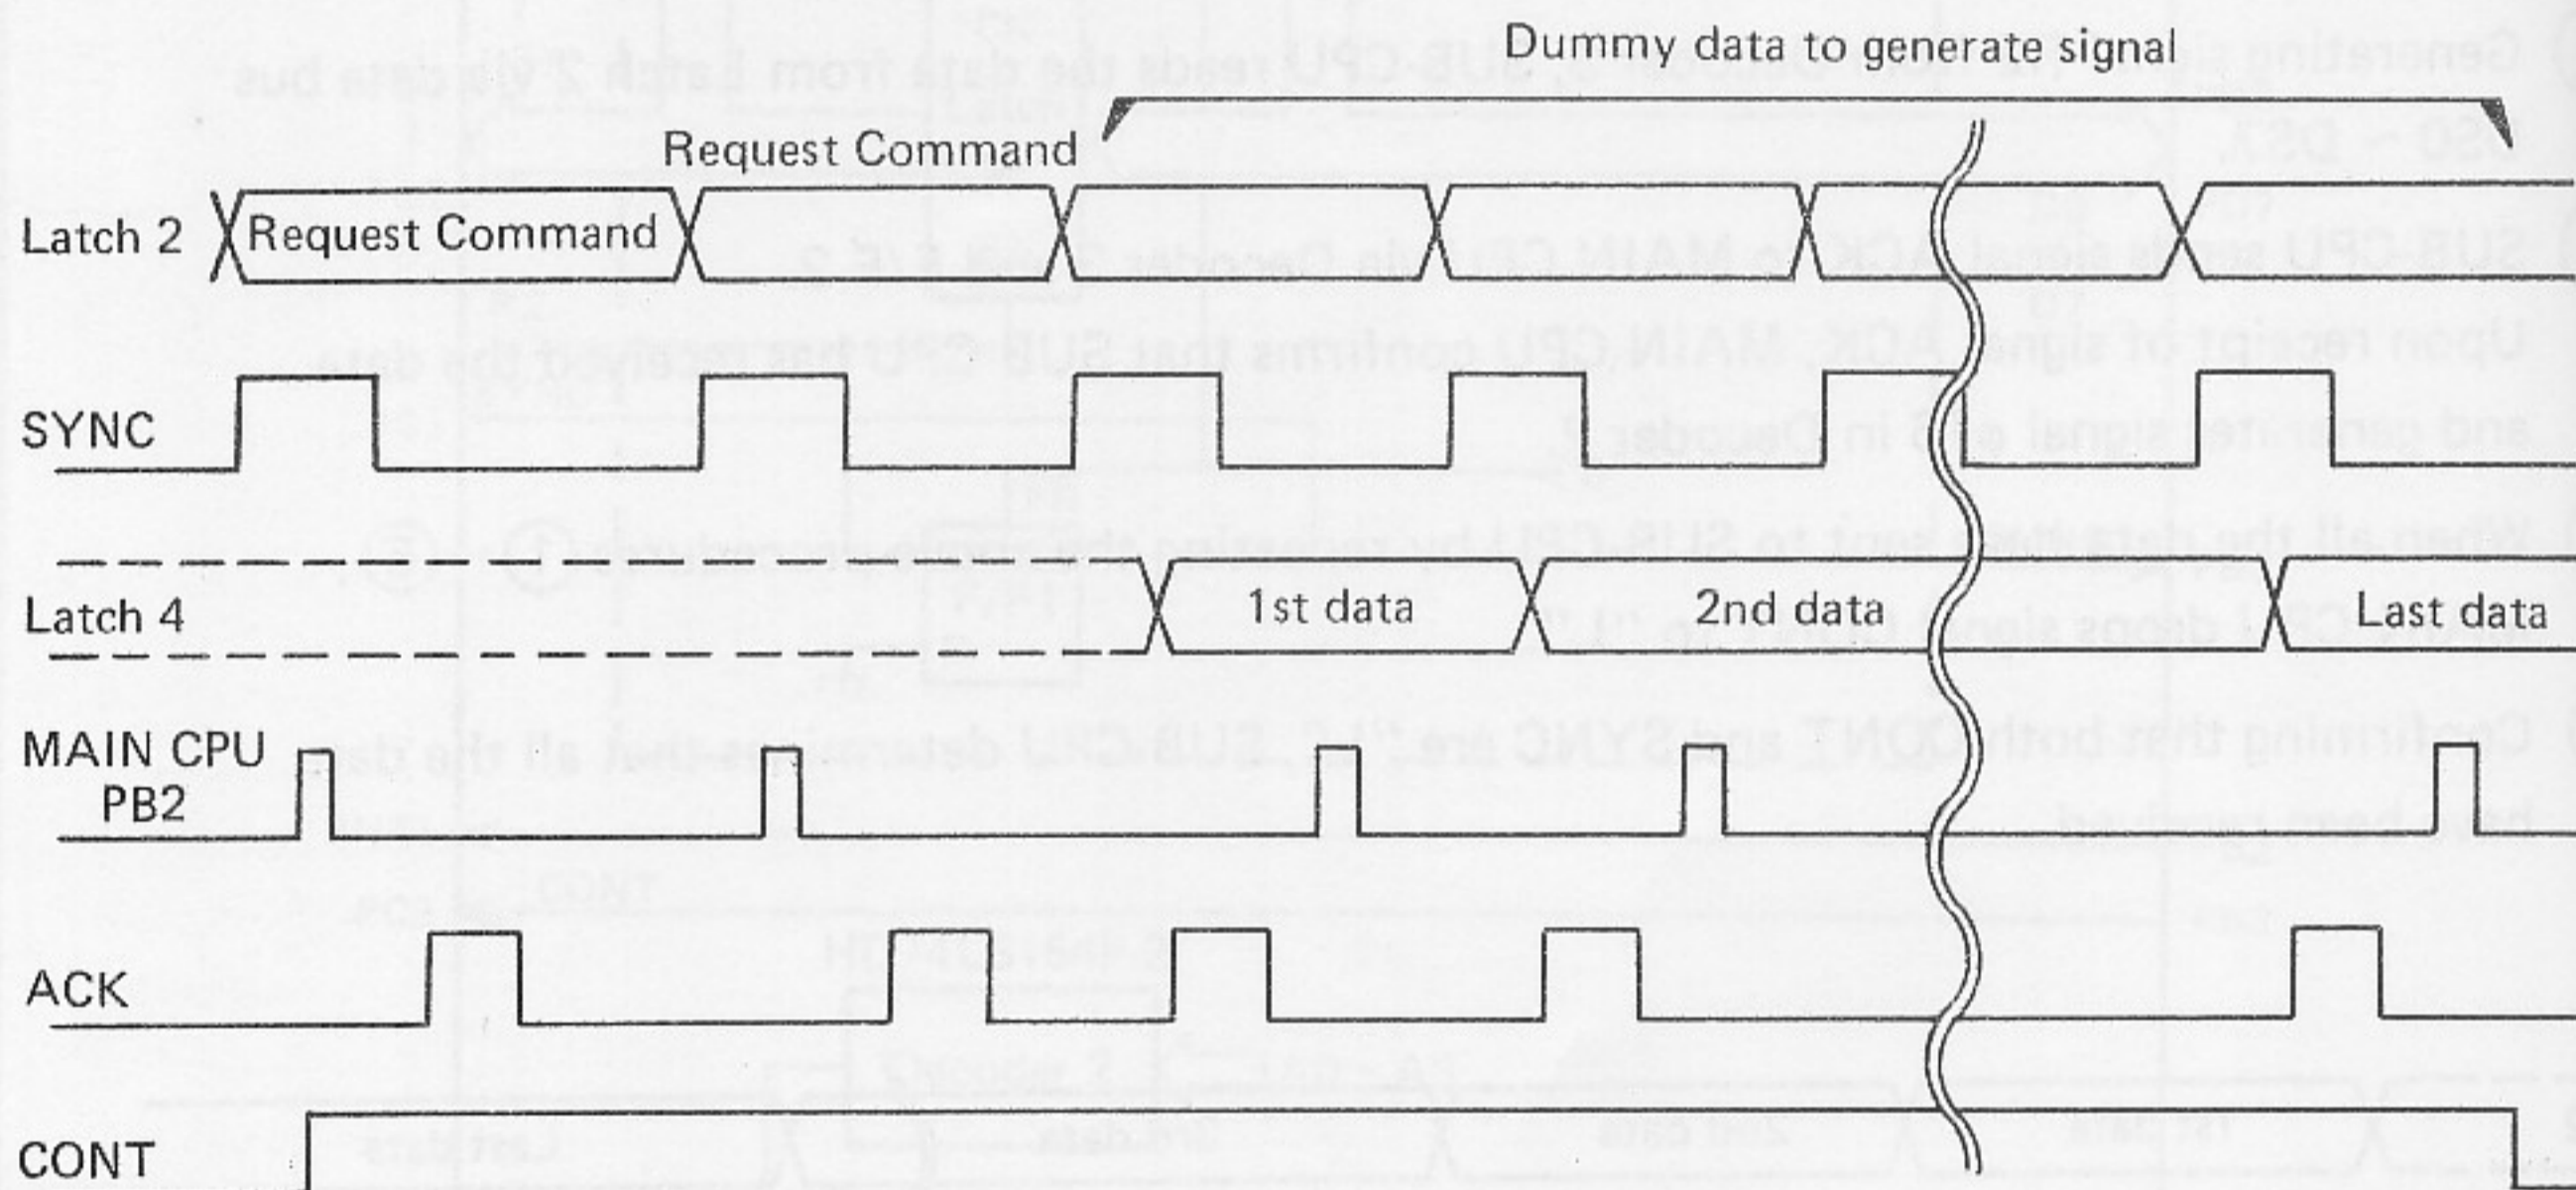 Dummy data to generate signal
Request Command
Latch 2
Request Command
SYNC
Latch 4
1st data
2nd data
Last data
MAIN CPU
PB2
ACK
CONT